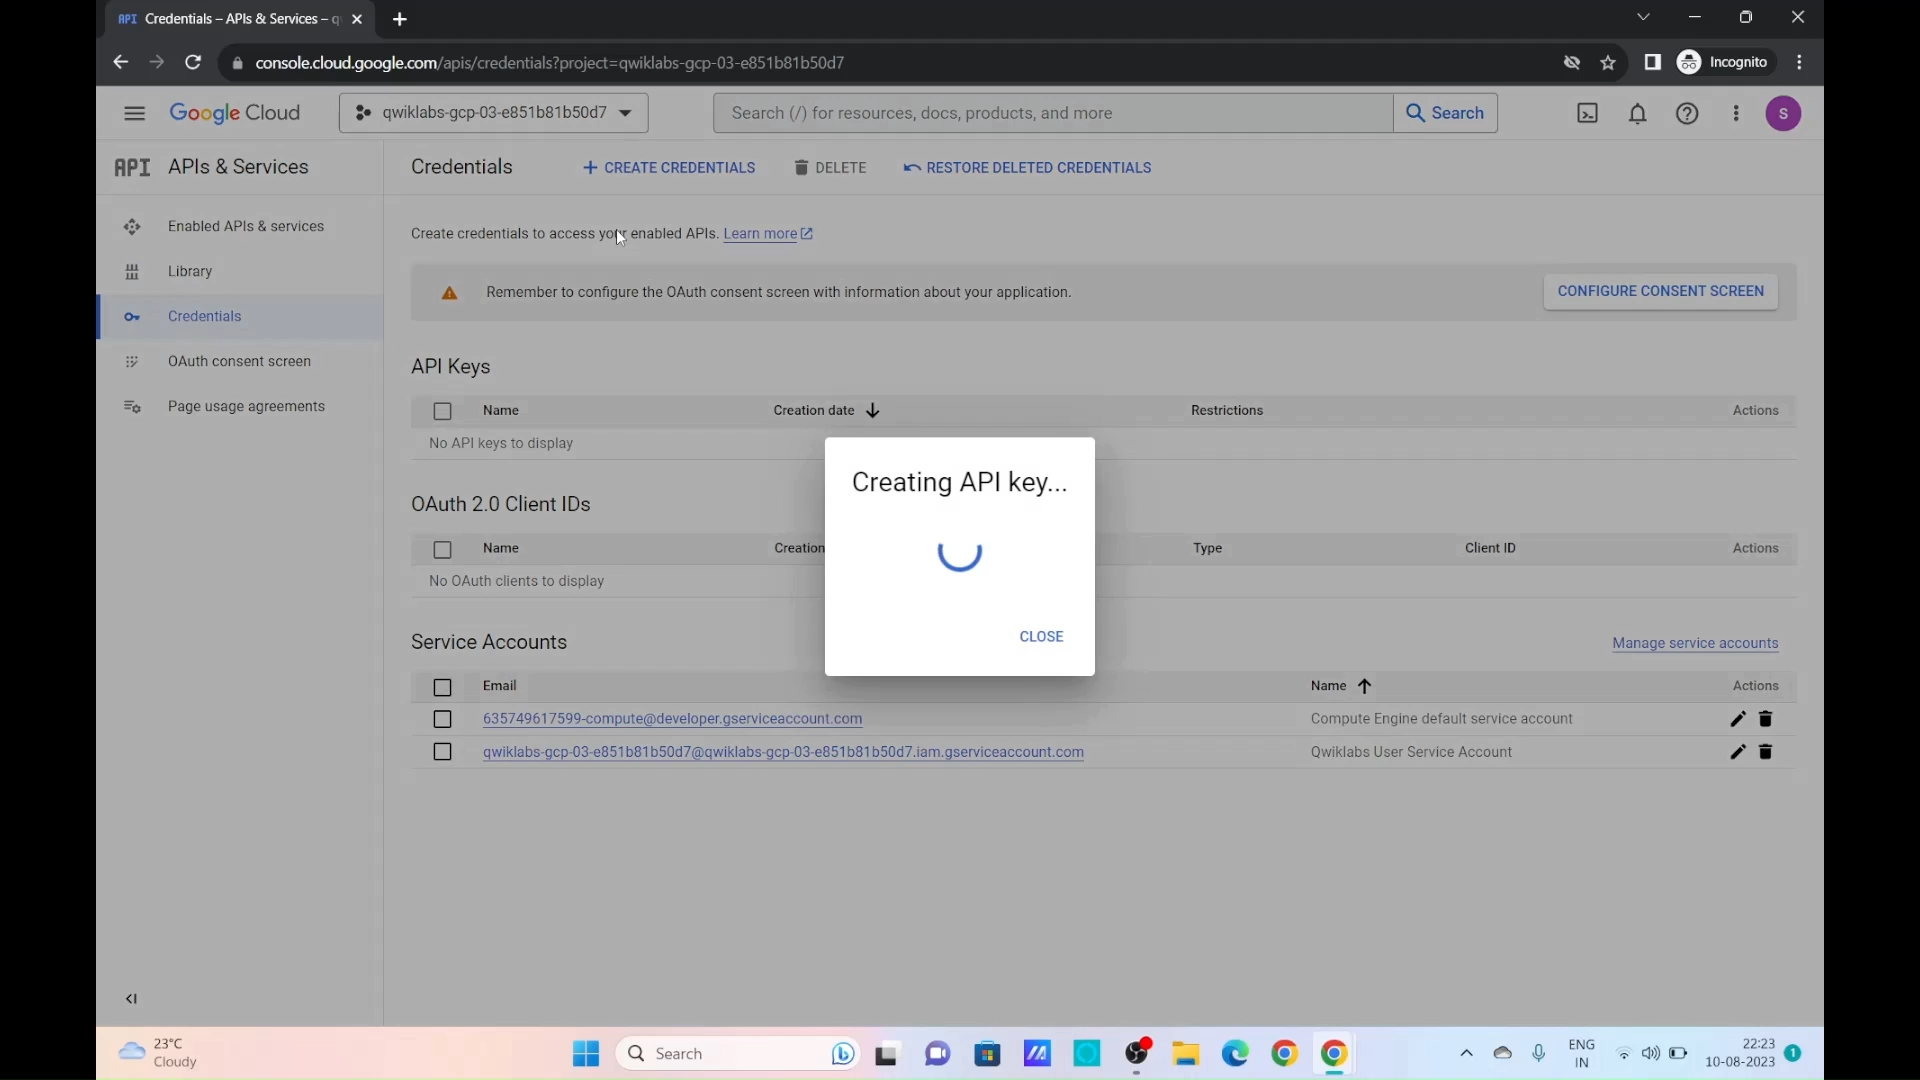 API Credentials – APIs & Services – q
console.cloud.google.com/apis/credentials?project=qwiklabs-gcp-03-e851b81b50d7
Incognito
Google Cloud
qwiklabs-gcp-03-e851b81b50d7
Search (/) for resources, docs, products, and more
Search
S
API APIs & Services
Credentials
CREATE CREDENTIALS
DELETE
RESTORE DELETED CREDENTIALS
Enabled APIs & services
Library
Credentials
OAuth consent screen
Page usage agreements
Create credentials to access your enabled APIs. Learn more
Remember to configure the OAuth consent screen with information about your application.
CONFIGURE CONSENT SCREEN
API Keys
Name Creation date Restrictions Actions
No API keys to display
Creating API key...
CLOSE
OAuth 2.0 Client IDs
Name Creation Type Client ID Actions
No OAuth clients to display
Service Accounts
Manage service accounts
Email Name Actions
635749617599-compute@developer.gserviceaccount.com Compute Engine default service account
qwiklabs-gcp-03-e851b81b50d7@qwiklabs-gcp-03-e851b81b50d7.iam.gserviceaccount.com Qwiklabs User Service Account
23°C
Cloudy
Search
ENG
IN
22:23
10-08-2023
1